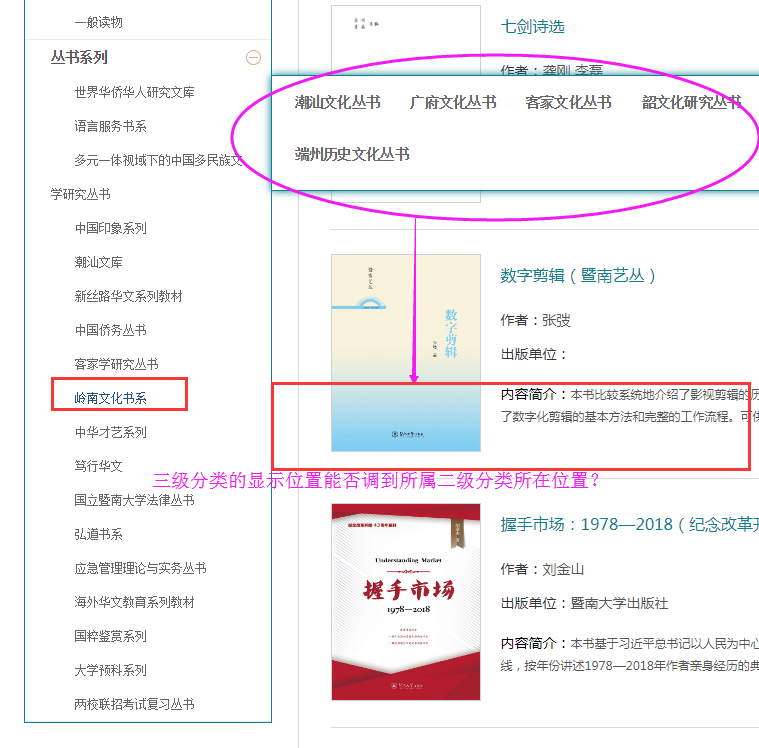 一般读物
丛书系列
世界华侨华人研究文库
语言服务书系
多元一体视域下的中国多民族文
学研究丛书
中国印象系列
潮汕文库
新丝路华文系列教材
中国侨务丛书
客家学研究丛书
岭南文化书系
中华才艺系列
笃行华文
国立暨南大学法律丛书
弘道书系
应急管理理论与实务丛书
海外华文教育系列教材
国粹鉴赏系列
大学预科系列
两校联招考试复习丛书
七剑诗选
作者：龚刚 李磊
潮汕文化丛书 广府文化丛书 客家文化丛书 韶文化研究丛书
端州历史文化丛书
暨南艺丛
数字剪辑
数字剪辑（暨南艺丛）
作者：张弢
出版单位：
内容简介：本书比较系统地介绍了影视剪辑的历
了数字化剪辑的基本方法和完整的工作流程。可供
三级分类的显示位置能否调到所属二级分类所在位置？
Understanding Market
握手市场
1978—2018
握手市场：1978—2018（纪念改革开
作者：刘金山
出版单位：暨南大学出版社
内容简介：本书基于习近平总书记以人民为中心
线，按年份讲述1978—2018年作者亲身经历的典